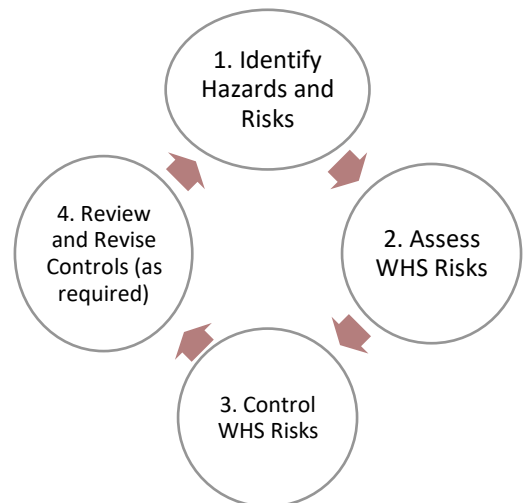 1. Identify
Hazards and
Risks
2. Assess
WHS Risks
3. Control
WHS Risks
4. Review
and Revise
Controls (as
required)